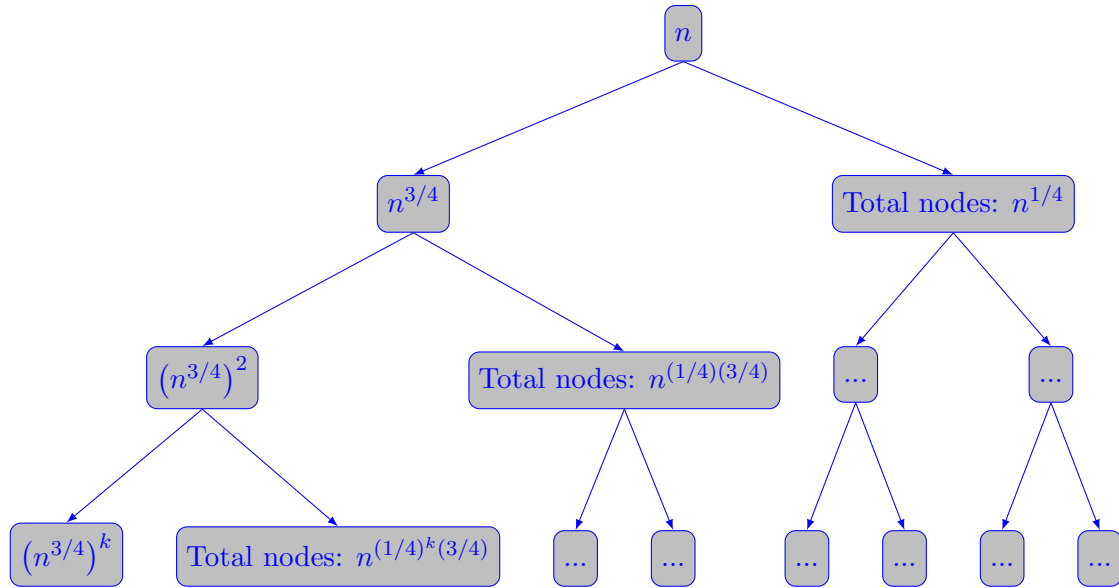 n
n^{3/4}
Total nodes: n^{1/4}
(n^{3/4})^2
Total nodes: n^{(1/4)(3/4)}
...
...
(n^{3/4})^k
Total nodes: n^{(1/4)^k(3/4)}
...
...
...
...
...
...